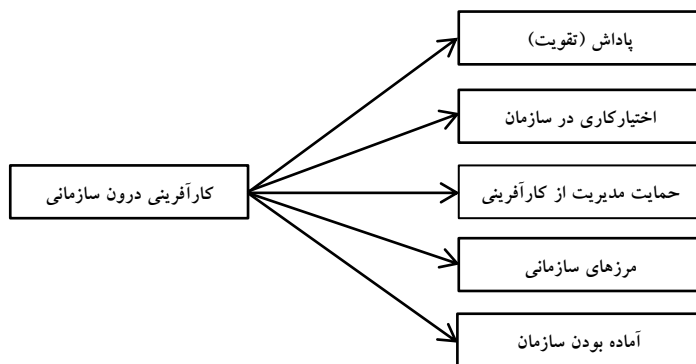 پاداش (تقویت)
اختیارکاری در سازمان
حمایت مدیریت از کارآفرینی
کارآفرینی درون سازمانی
مرزهای سازمانی
آماده بودن سازمان